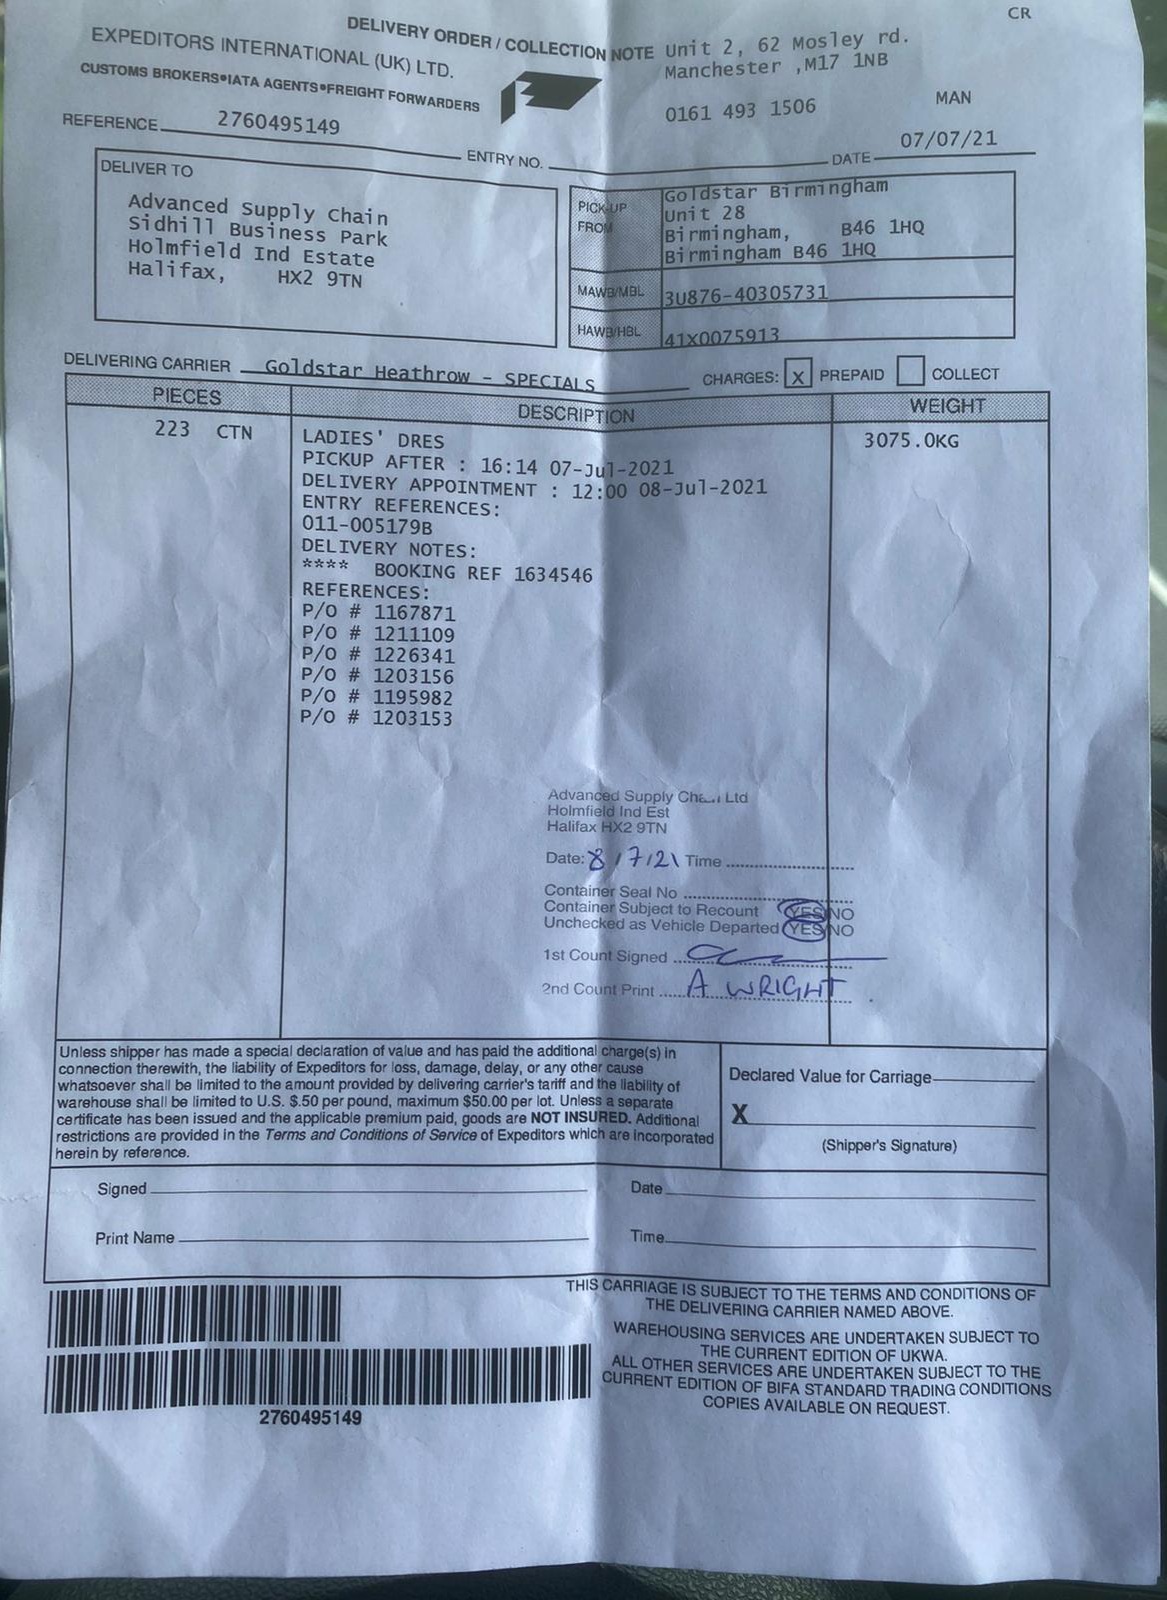 CR
DELIVERY ORDER / COLLECTION NOTE
EXPEDITORS INTERNATIONAL (UK) LTD.
CUSTOMS BROKERS•IATA AGENTS•FREIGHT FORWARDERS
Unit 2, 62 Mosley rd.
Manchester ,M17 1NB
0161 493 1506
MAN
REFERENCE 2760495149
ENTRY NO.
DATE 07/07/21
DELIVER TO
Advanced Supply Chain
Sidhill Business Park
Holmfield Ind Estate
Halifax, HX2 9TN
PICK-UP
FROM
Goldstar Birmingham
Unit 28
Birmingham, B46 1HQ
Birmingham B46 1HQ
MAWB/MBL 3U876-40305731
HAWB/HBL 41X0075913
DELIVERING CARRIER Goldstar Heathrow - SPECIALS
CHARGES: X PREPAID COLLECT
PIECES DESCRIPTION WEIGHT
223 CTN
LADIES' DRES
3075.0KG
PICKUP AFTER : 16:14 07-Jul-2021
DELIVERY APPOINTMENT : 12:00 08-Jul-2021
ENTRY REFERENCES:
011-005179B
DELIVERY NOTES:
**** BOOKING REF 1634546
REFERENCES:
P/O # 1167871
P/O # 1211109
P/O # 1226341
P/O # 1203156
P/O # 1195982
P/O # 1203153
Advanced Supply Chain Ltd
Holmfield Ind Est
Halifax HX2 9TN
Date: 8/7/21 Time
Container Seal No
Container Subject to Recount YES/NO
Unchecked as Vehicle Departed YES/NO
1st Count Signed
2nd Count Print A WRIGHT
Unless shipper has made a special declaration of value and has paid the additional charge(s) in
connection therewith, the liability of Expeditors for loss, damage, delay, or any other cause
whatsoever shall be limited to the amount provided by delivering carrier's tariff and the liability of
warehouse shall be limited to U.S. $.50 per pound, maximum $50.00 per lot. Unless a separate
certificate has been issued and the applicable premium paid, goods are NOT INSURED. Additional
restrictions are provided in the Terms and Conditions of Service of Expeditors which are incorporated
herein by reference.
Declared Value for Carriage
X
(Shipper's Signature)
Signed
Date
Print Name
Time
THIS CARRIAGE IS SUBJECT TO THE TERMS AND CONDITIONS OF
THE DELIVERING CARRIER NAMED ABOVE.
WAREHOUSING SERVICES ARE UNDERTAKEN SUBJECT TO
THE CURRENT EDITION OF UKWA.
ALL OTHER SERVICES ARE UNDERTAKEN SUBJECT TO THE
CURRENT EDITION OF BIFA STANDARD TRADING CONDITIONS
COPIES AVAILABLE ON REQUEST.
2760495149